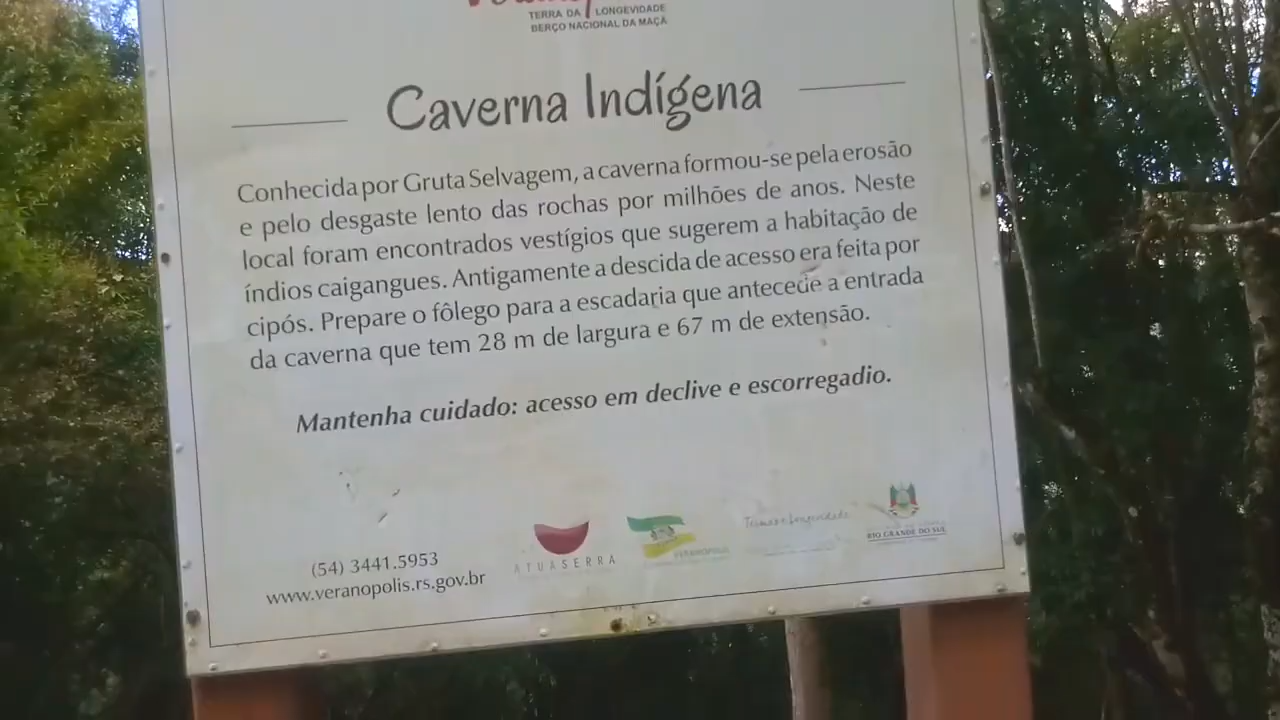 TERRA DA LONGEVIDADE
BERÇO NACIONAL DA MAÇÃ
Caverna Indígena
Conhecida por Gruta Selvagem, a caverna formou-se pela erosão
e pelo desgaste lento das rochas por milhões de anos. Neste
local foram encontrados vestígios que sugerem a habitação de
índios caigangues. Antigamente a descida de acesso era feita por
cipós. Prepare o fôlego para a escadaria que antecede a entrada
da caverna que tem 28 m de largura e 67 m de extensão.
Mantenha cuidado: acesso em declive e escorregadio.
(54) 3441.5953
www.veranopolis.rs.gov.br
ATUASERRA
VERANÓPOLIS
Termas e Longevidade
RIO GRANDE DO SUL